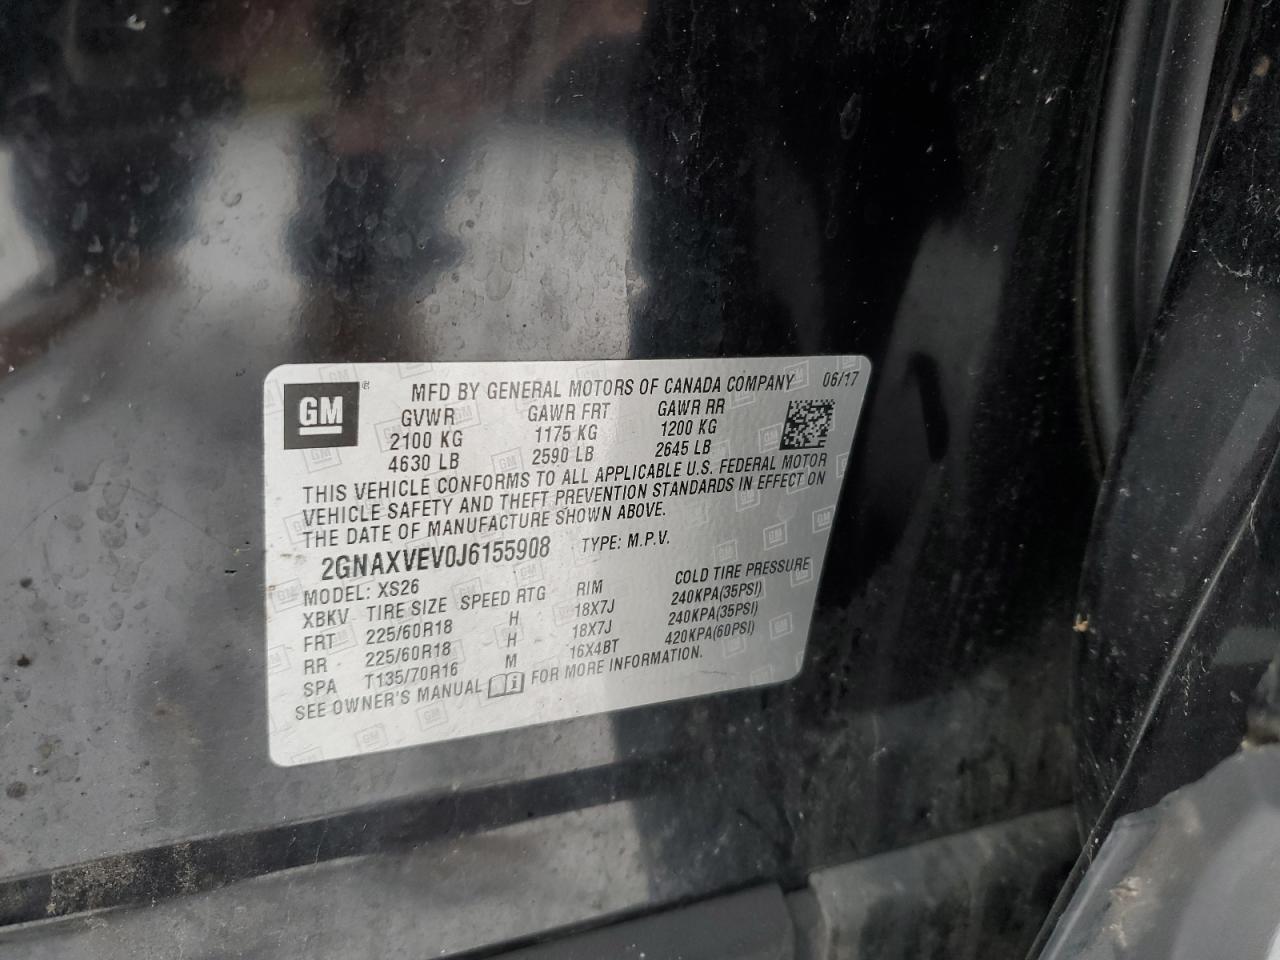 GM ®
MFD BY GENERAL MOTORS OF CANADA COMPANY 06/17
GVWR GAWR FRT GAWR RR
2100 KG 1175 KG 1200 KG
4630 LB 2590 LB 2645 LB
THIS VEHICLE CONFORMS TO ALL APPLICABLE U.S. FEDERAL MOTOR
VEHICLE SAFETY AND THEFT PREVENTION STANDARDS IN EFFECT ON
THE DATE OF MANUFACTURE SHOWN ABOVE.
2GNAXVEV0J6155908 TYPE: M.P.V.
MODEL: XS26
XBKV TIRE SIZE SPEED RTG RIM COLD TIRE PRESSURE
FRT 225/60R18 H 18X7J 240KPA(35PSI)
RR 225/60R18 H 18X7J 240KPA(35PSI)
SPA T135/70R16 M 16X4BT 420KPA(60PSI)
SEE OWNER'S MANUAL FOR MORE INFORMATION.